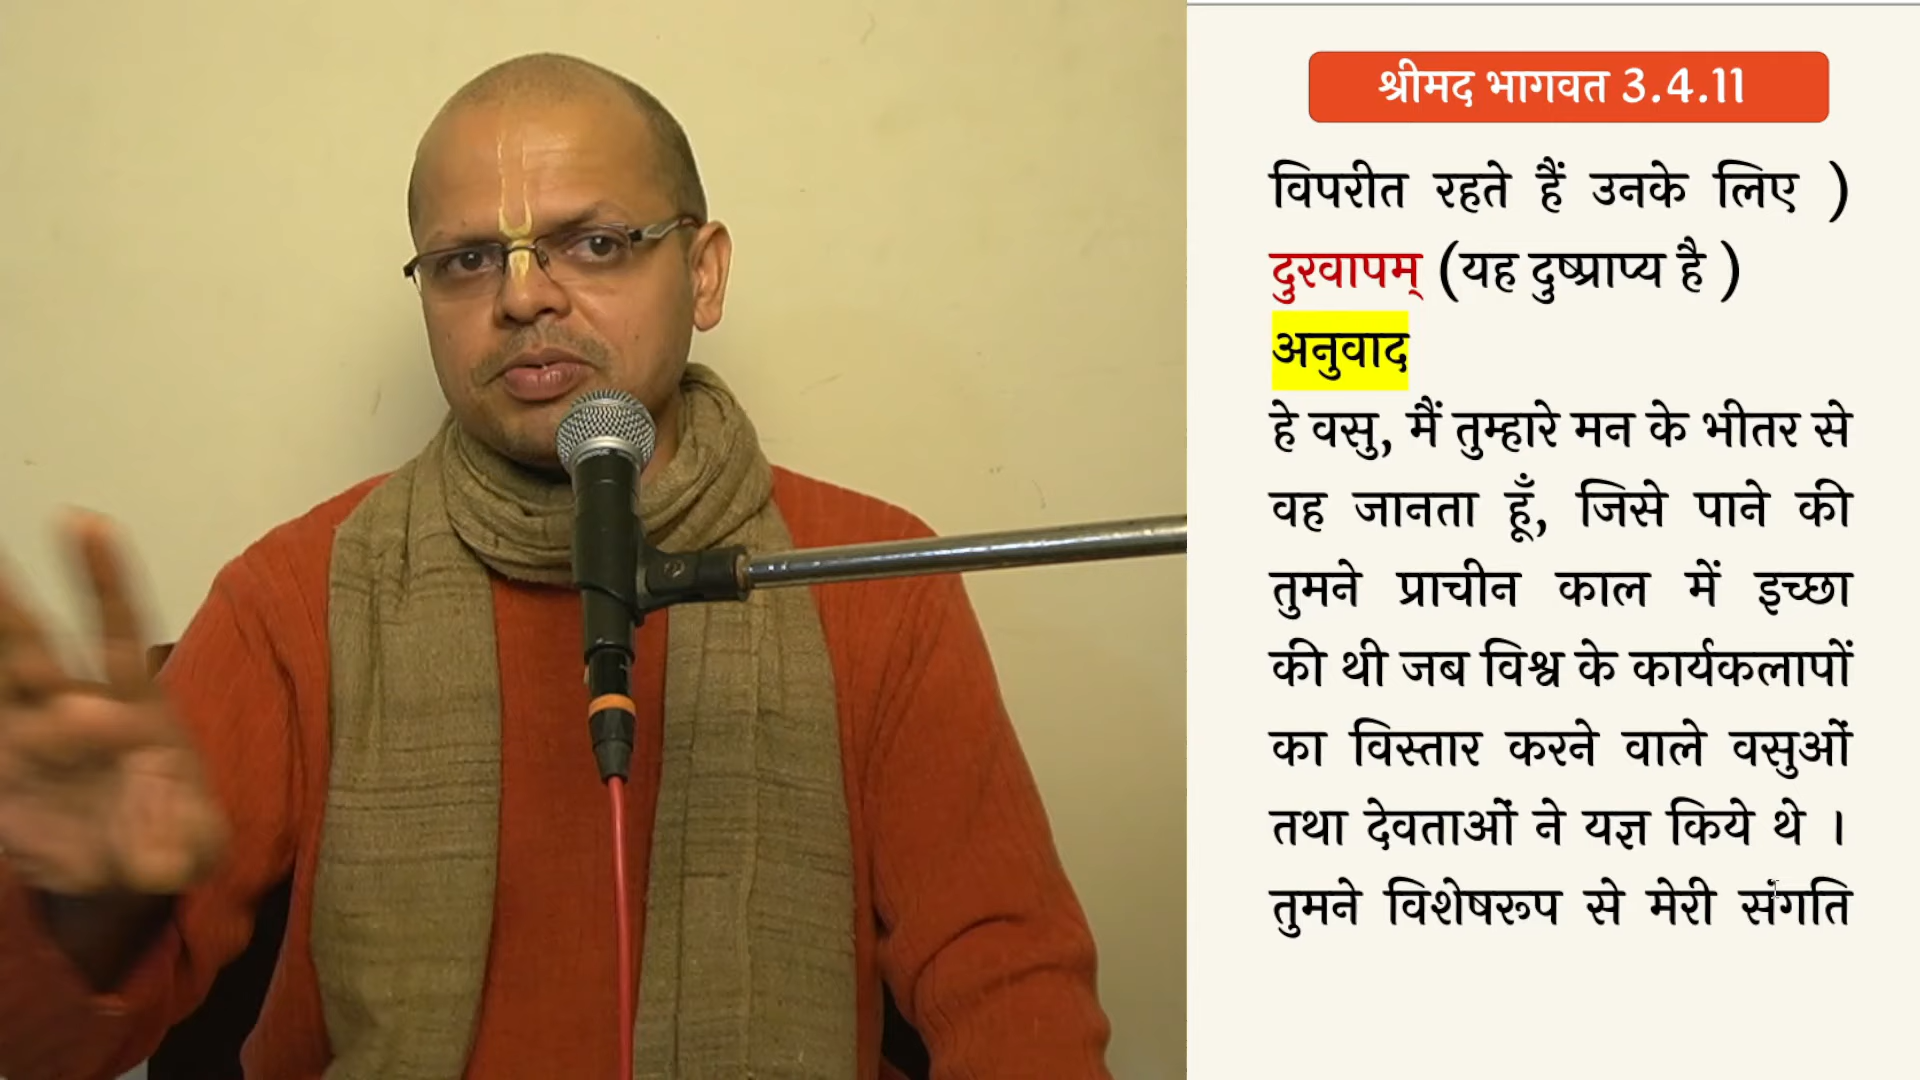 श्रीमद भागवत 3.4.11
विपरीत रहते हैं उनके लिए )
दुरवापम् (यह दुष्प्राप्य है )
अनुवाद
हे वसु, मैं तुम्हारे मन के भीतर से
वह जानता हूँ, जिसे पाने की
तुमने प्राचीन काल में इच्छा
की थी जब विश्व के कार्यकलापों
का विस्तार करने वाले वसुओं
तथा देवताओं ने यज्ञ किये थे ।
तुमने विशेषरूप से मेरी संगति